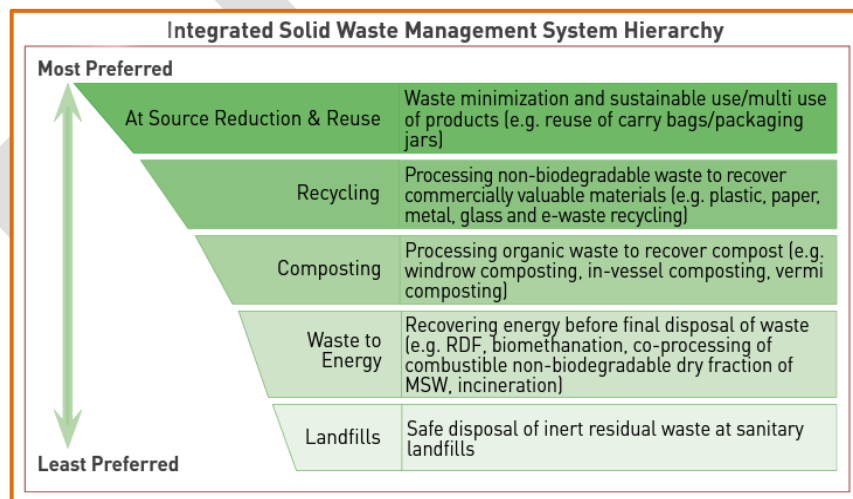 Integrated Solid Waste Management System Hierarchy
Most Preferred
At Source Reduction & Reuse
Waste minimization and sustainable use/multi use
of products (e.g. reuse of carry bags/packaging
jars)
Recycling
Processing non-biodegradable waste to recover
commercially valuable materials (e.g. plastic, paper,
metal, glass and e-waste recycling)
Composting
Processing organic waste to recover compost (e.g.
windrow composting, in-vessel composting, vermi
composting)
Waste to
Energy
Recovering energy before final disposal of waste
(e.g. RDF, biomethanation, co-processing of
combustible non-biodegradable dry fraction of
MSW, incineration)
Landfills
Safe disposal of inert residual waste at sanitary
landfills
Least Preferred